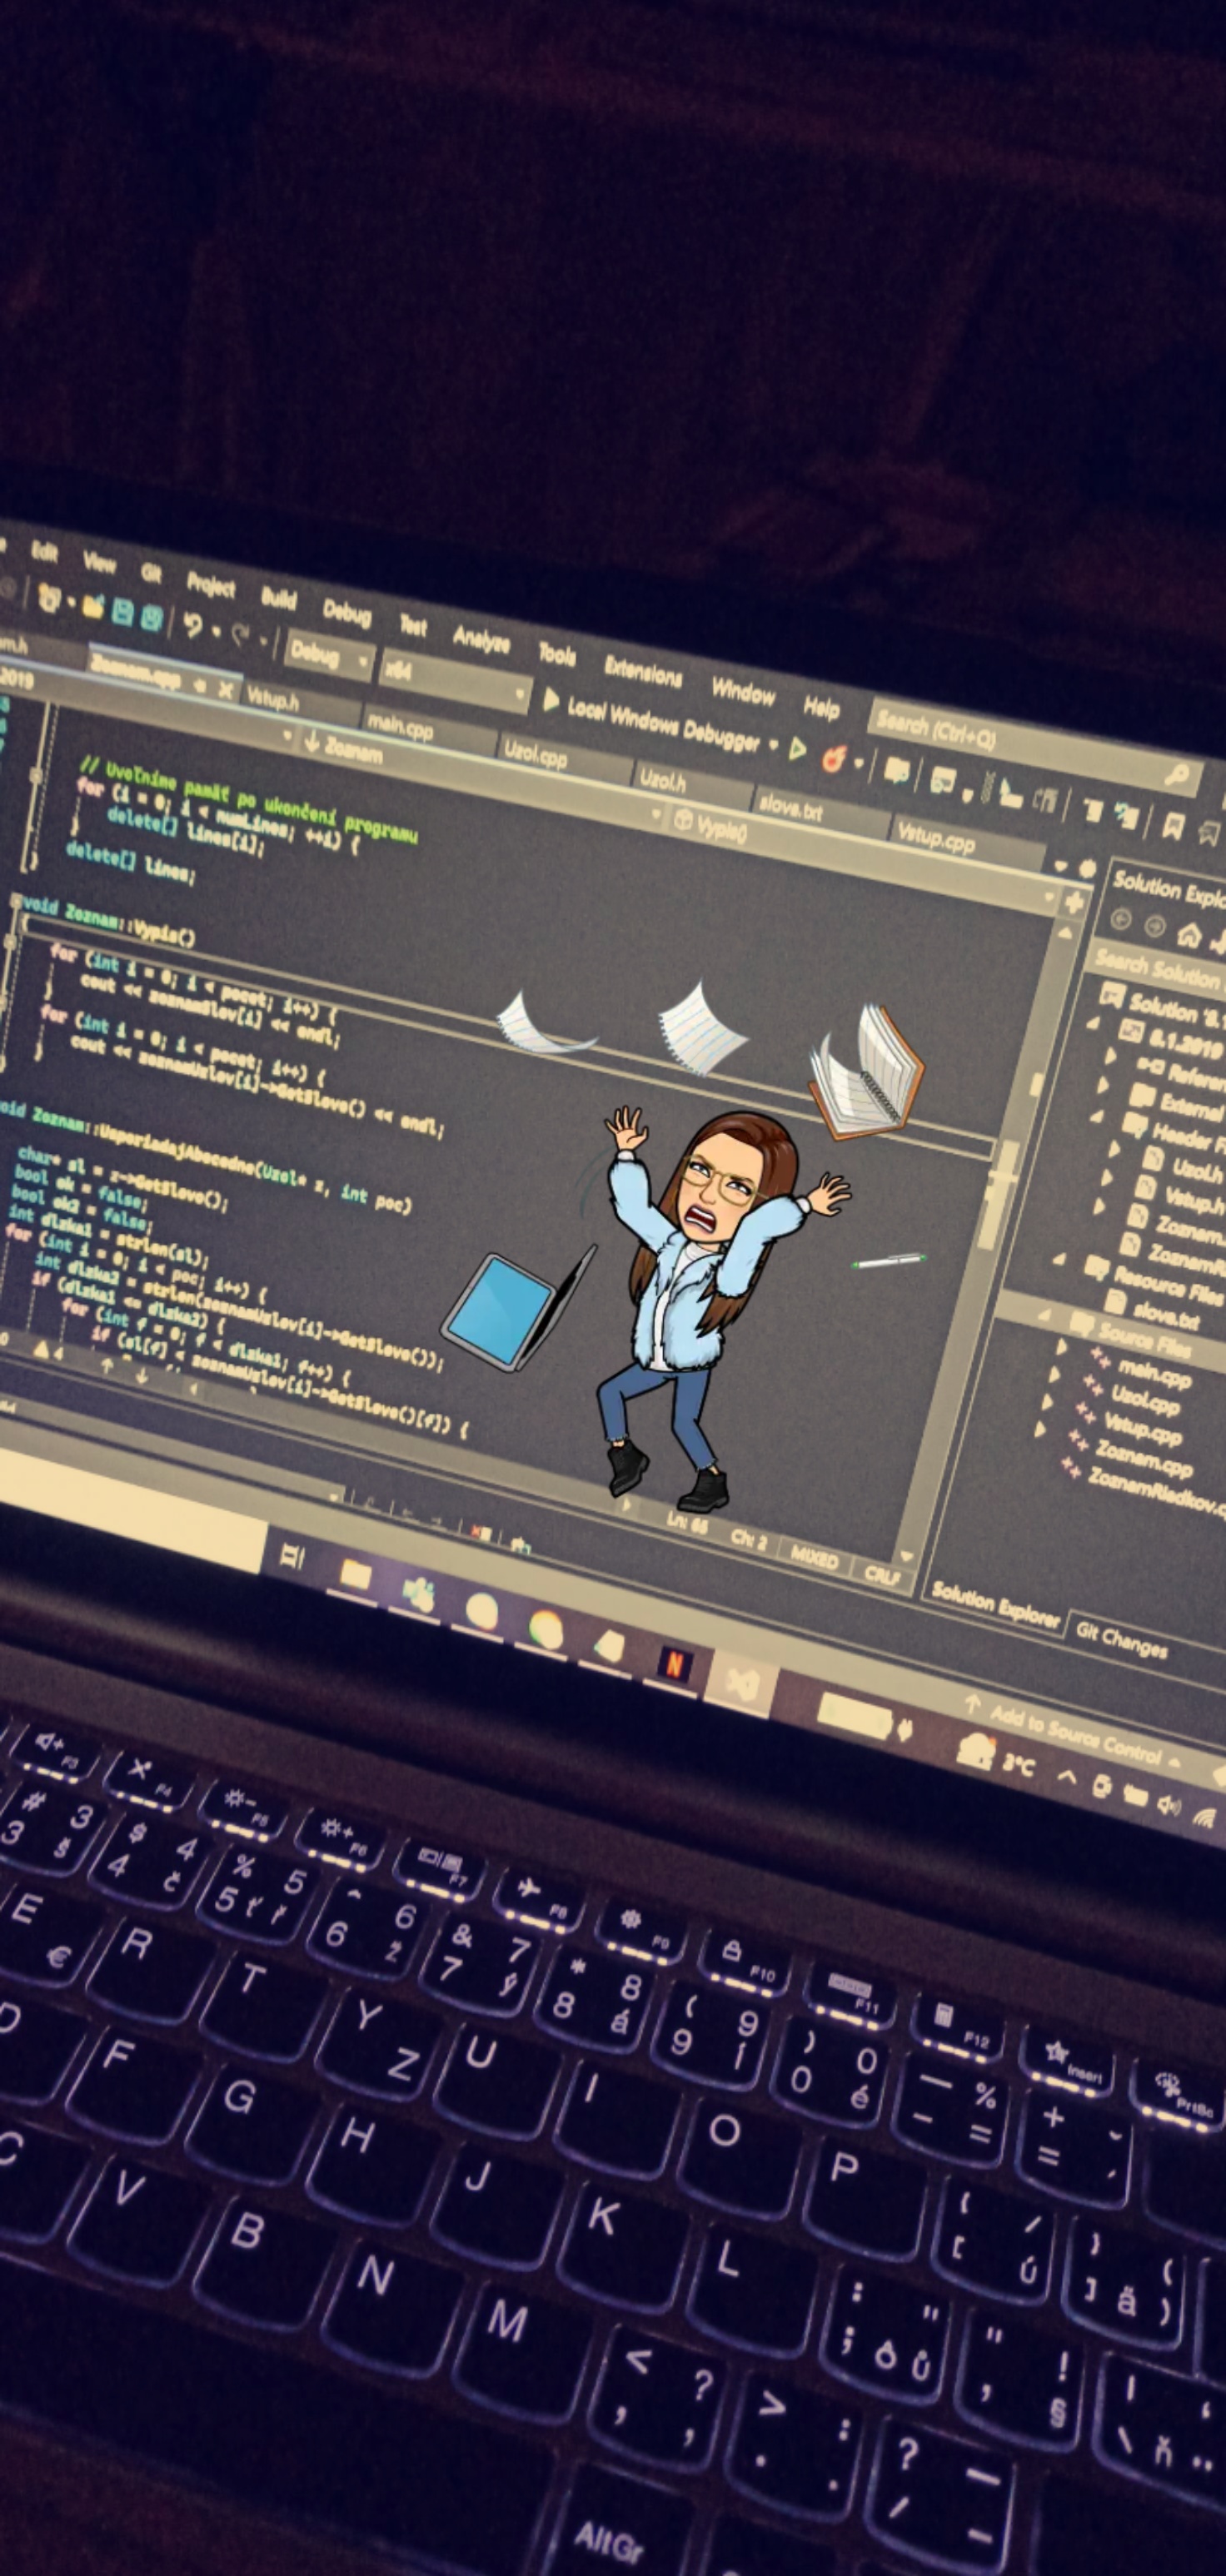 Edit View Git Project Build Debug Test Analyze Tools Extensions Window Help Search (Ctrl+Q)
Debug x64 Local Windows Debugger
Zoznam.cpp Vstup.h main.cpp Uzol.cpp Uzol.h slova.txt Vstup.cpp
2019 Zoznam Vypis()
// Uvoľníme pamäť po ukončení programu
for (i = 0; i < numLines; ++i) {
delete[] lines[i];
}
delete[] lines;
}
void Zoznam::Vypis()
{
for (int i = 0; i < pocet; i++) {
cout << zoznamSlov[i] << endl;
}
for (int i = 0; i < pocet; i++) {
cout << zoznamUzlov[i]->GetSlovo() << endl;
}
}
void Zoznam::UsporiadajAbecedne(Uzol* z, int poc)
char* sl = z->GetSlovo();
bool ok = false;
bool ok2 = false;
int dlzka1 = strlen(sl);
for (int i = 0; i < poc; i++) {
int dlzka2 = strlen(zoznamUzlov[i]->GetSlovo());
if (dlzka1 <= dlzka2) {
for (int f = 0; f < dlzka1; f++) {
if (sl[f] < zoznamUzlov[i]->GetSlovo()[f]) {
4
Ln: 65 Ch: 2 MIXED CRLF
Solution Explo
Search Solution
Solution '8.
8.1.2019
Referen
External
Header F
Uzol.h
Vstup.h
Zoznam.
ZoznamR
Resource Files
slova.txt
Source Files
main.cpp
Uzol.cpp
Vstup.cpp
Zoznam.cpp
ZoznamRiadkov.c
Solution Explorer Git Changes
Add to Source Control
N 3°C
F3 F4 F5 F6 F7 F8 F9 F10 F11 F12 Insert PrtSc
# 3 3 š $ 4 4 č % 5 5 ť ř ^ 6 6 ž & 7 7 ý * 8 8 á ( 9 9 í ) 0 0 é — % - = + ˇ = ´
E € R T Y Z U I O P { / [ ú } ( ] ä )
D F G H J K L : " ; ô ů " ! ' § | ' \ ň ¨
C V B N M < ? , , > : . . ? — / -
AltGr